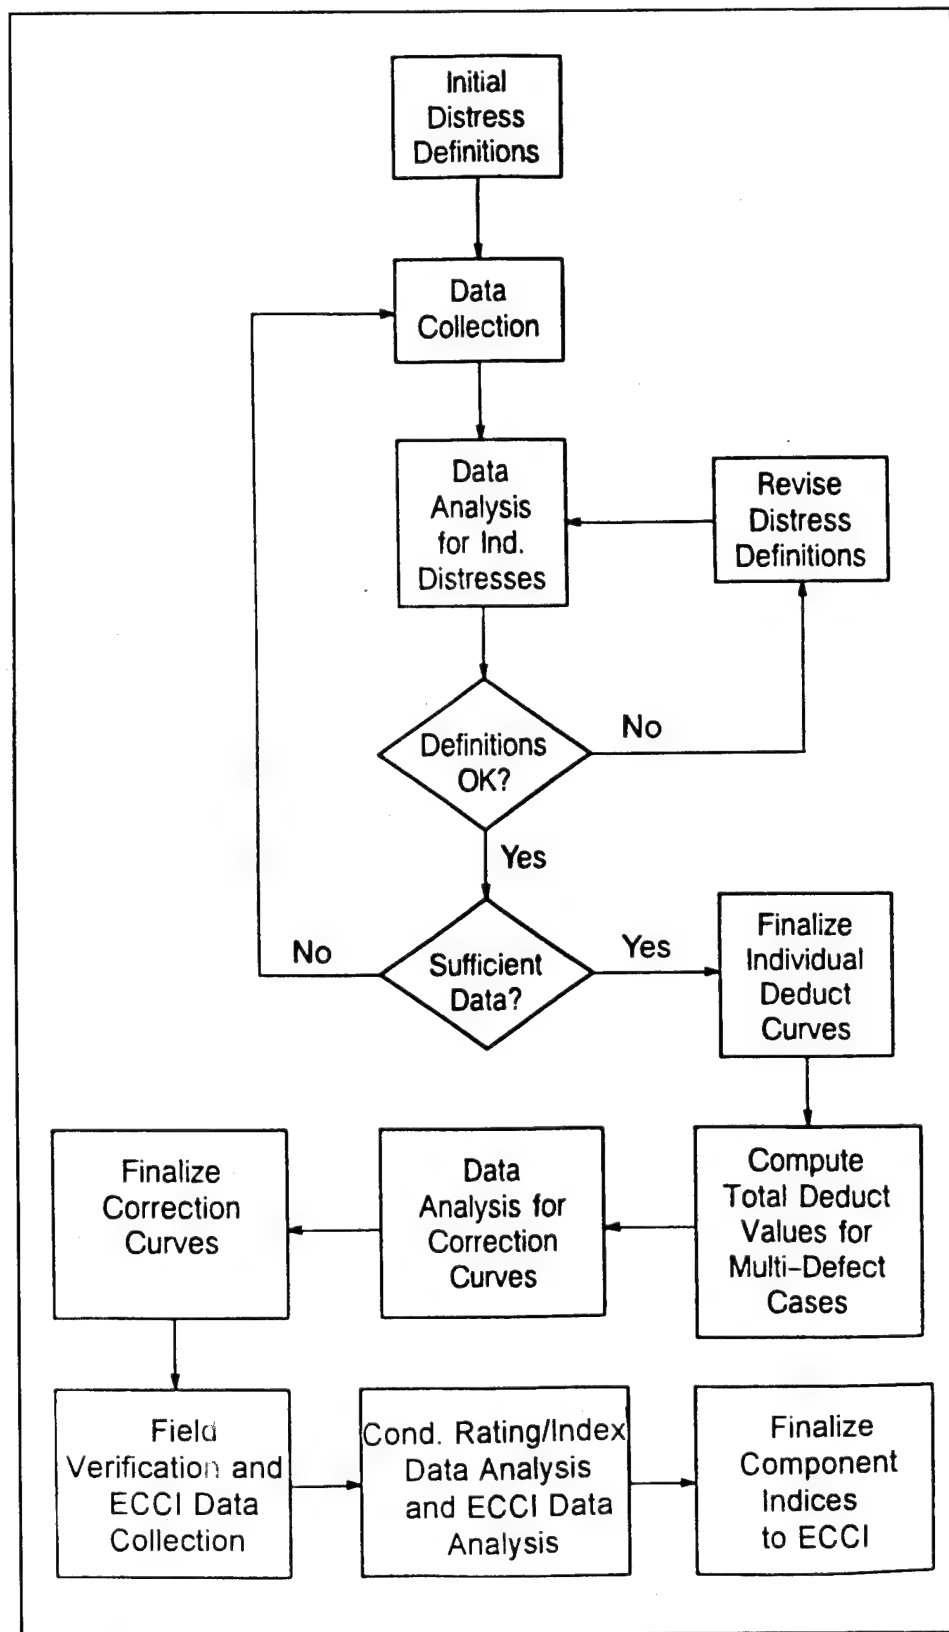 Initial
Distress
Definitions
Data
Collection
Data
Analysis
for Ind.
Distresses
Revise
Distress
Definitions
Definitions
OK?
No
Yes
Sufficient
Data?
No
Yes
Finalize
Individual
Deduct
Curves
Compute
Total Deduct
Values for
Multi-Defect
Cases
Data
Analysis for
Correction
Curves
Finalize
Correction
Curves
Field
Verification and
ECCI Data
Collection
Cond. Rating/Index
Data Analysis
and ECCI Data
Analysis
Finalize
Component
Indices
to ECCI